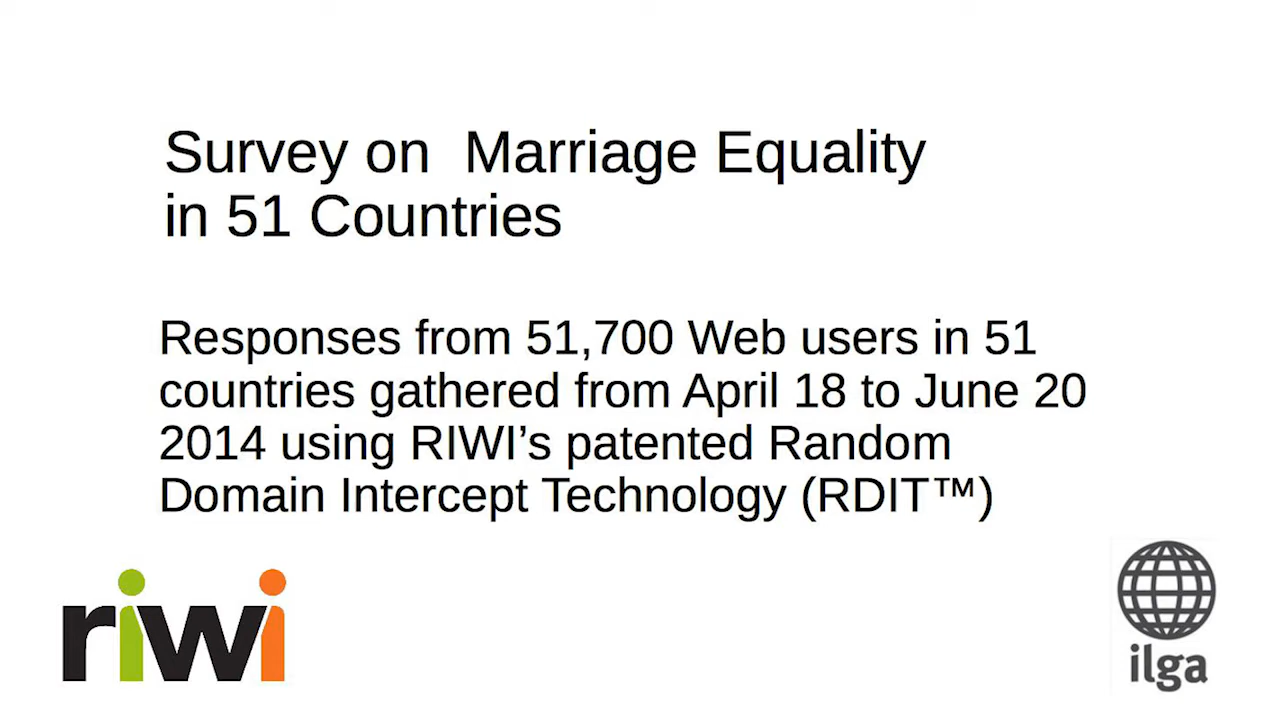 Survey on  Marriage Equality
in 51 Countries
Responses from 51,700 Web users in 51
countries gathered from April 18 to June 20
2014 using RIWI’s patented Random
Domain Intercept Technology (RDIT™)
riwi
ilga